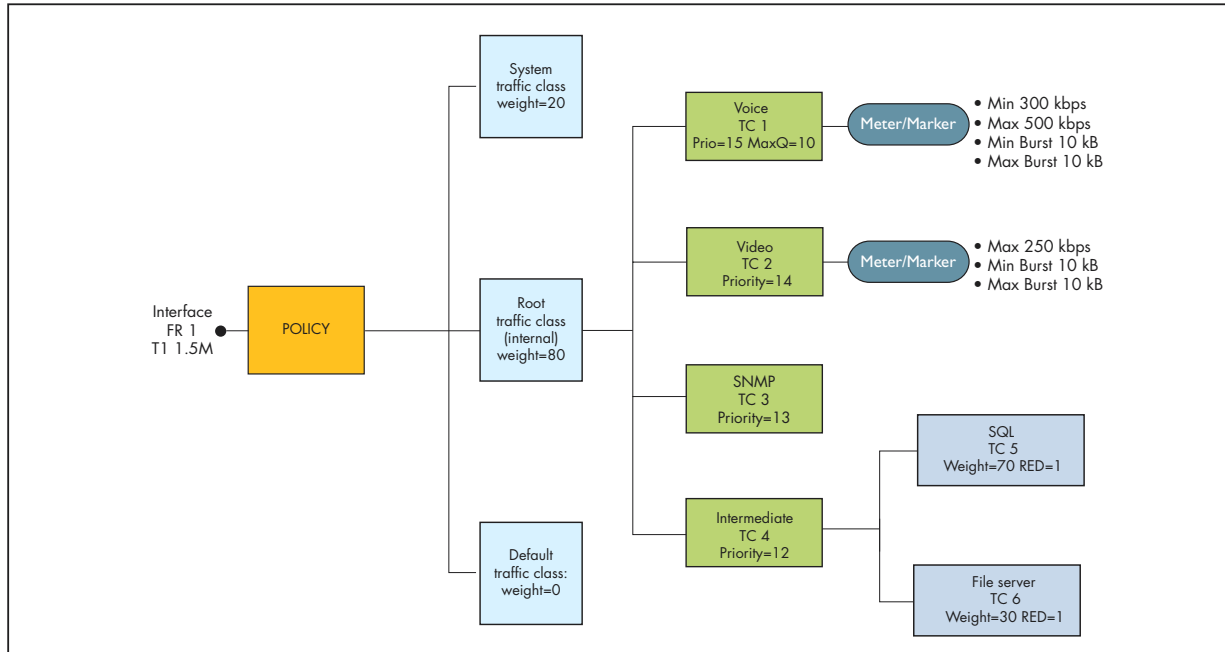 Interface
FR 1
T1 1.5M
POLICY
System
traffic class
weight=20
Root
traffic class
(internal)
weight=80
Default
traffic class:
weight=0
Voice
TC 1
Prio=15 MaxQ=10
Meter/Marker
• Min 300 kbps
• Max 500 kbps
• Min Burst 10 kB
• Max Burst 10 kB
Video
TC 2
Priority=14
Meter/Marker
• Max 250 kbps
• Min Burst 10 kB
• Max Burst 10 kB
SNMP
TC 3
Priority=13
Intermediate
TC 4
Priority=12
SQL
TC 5
Weight=70 RED=1
File server
TC 6
Weight=30 RED=1